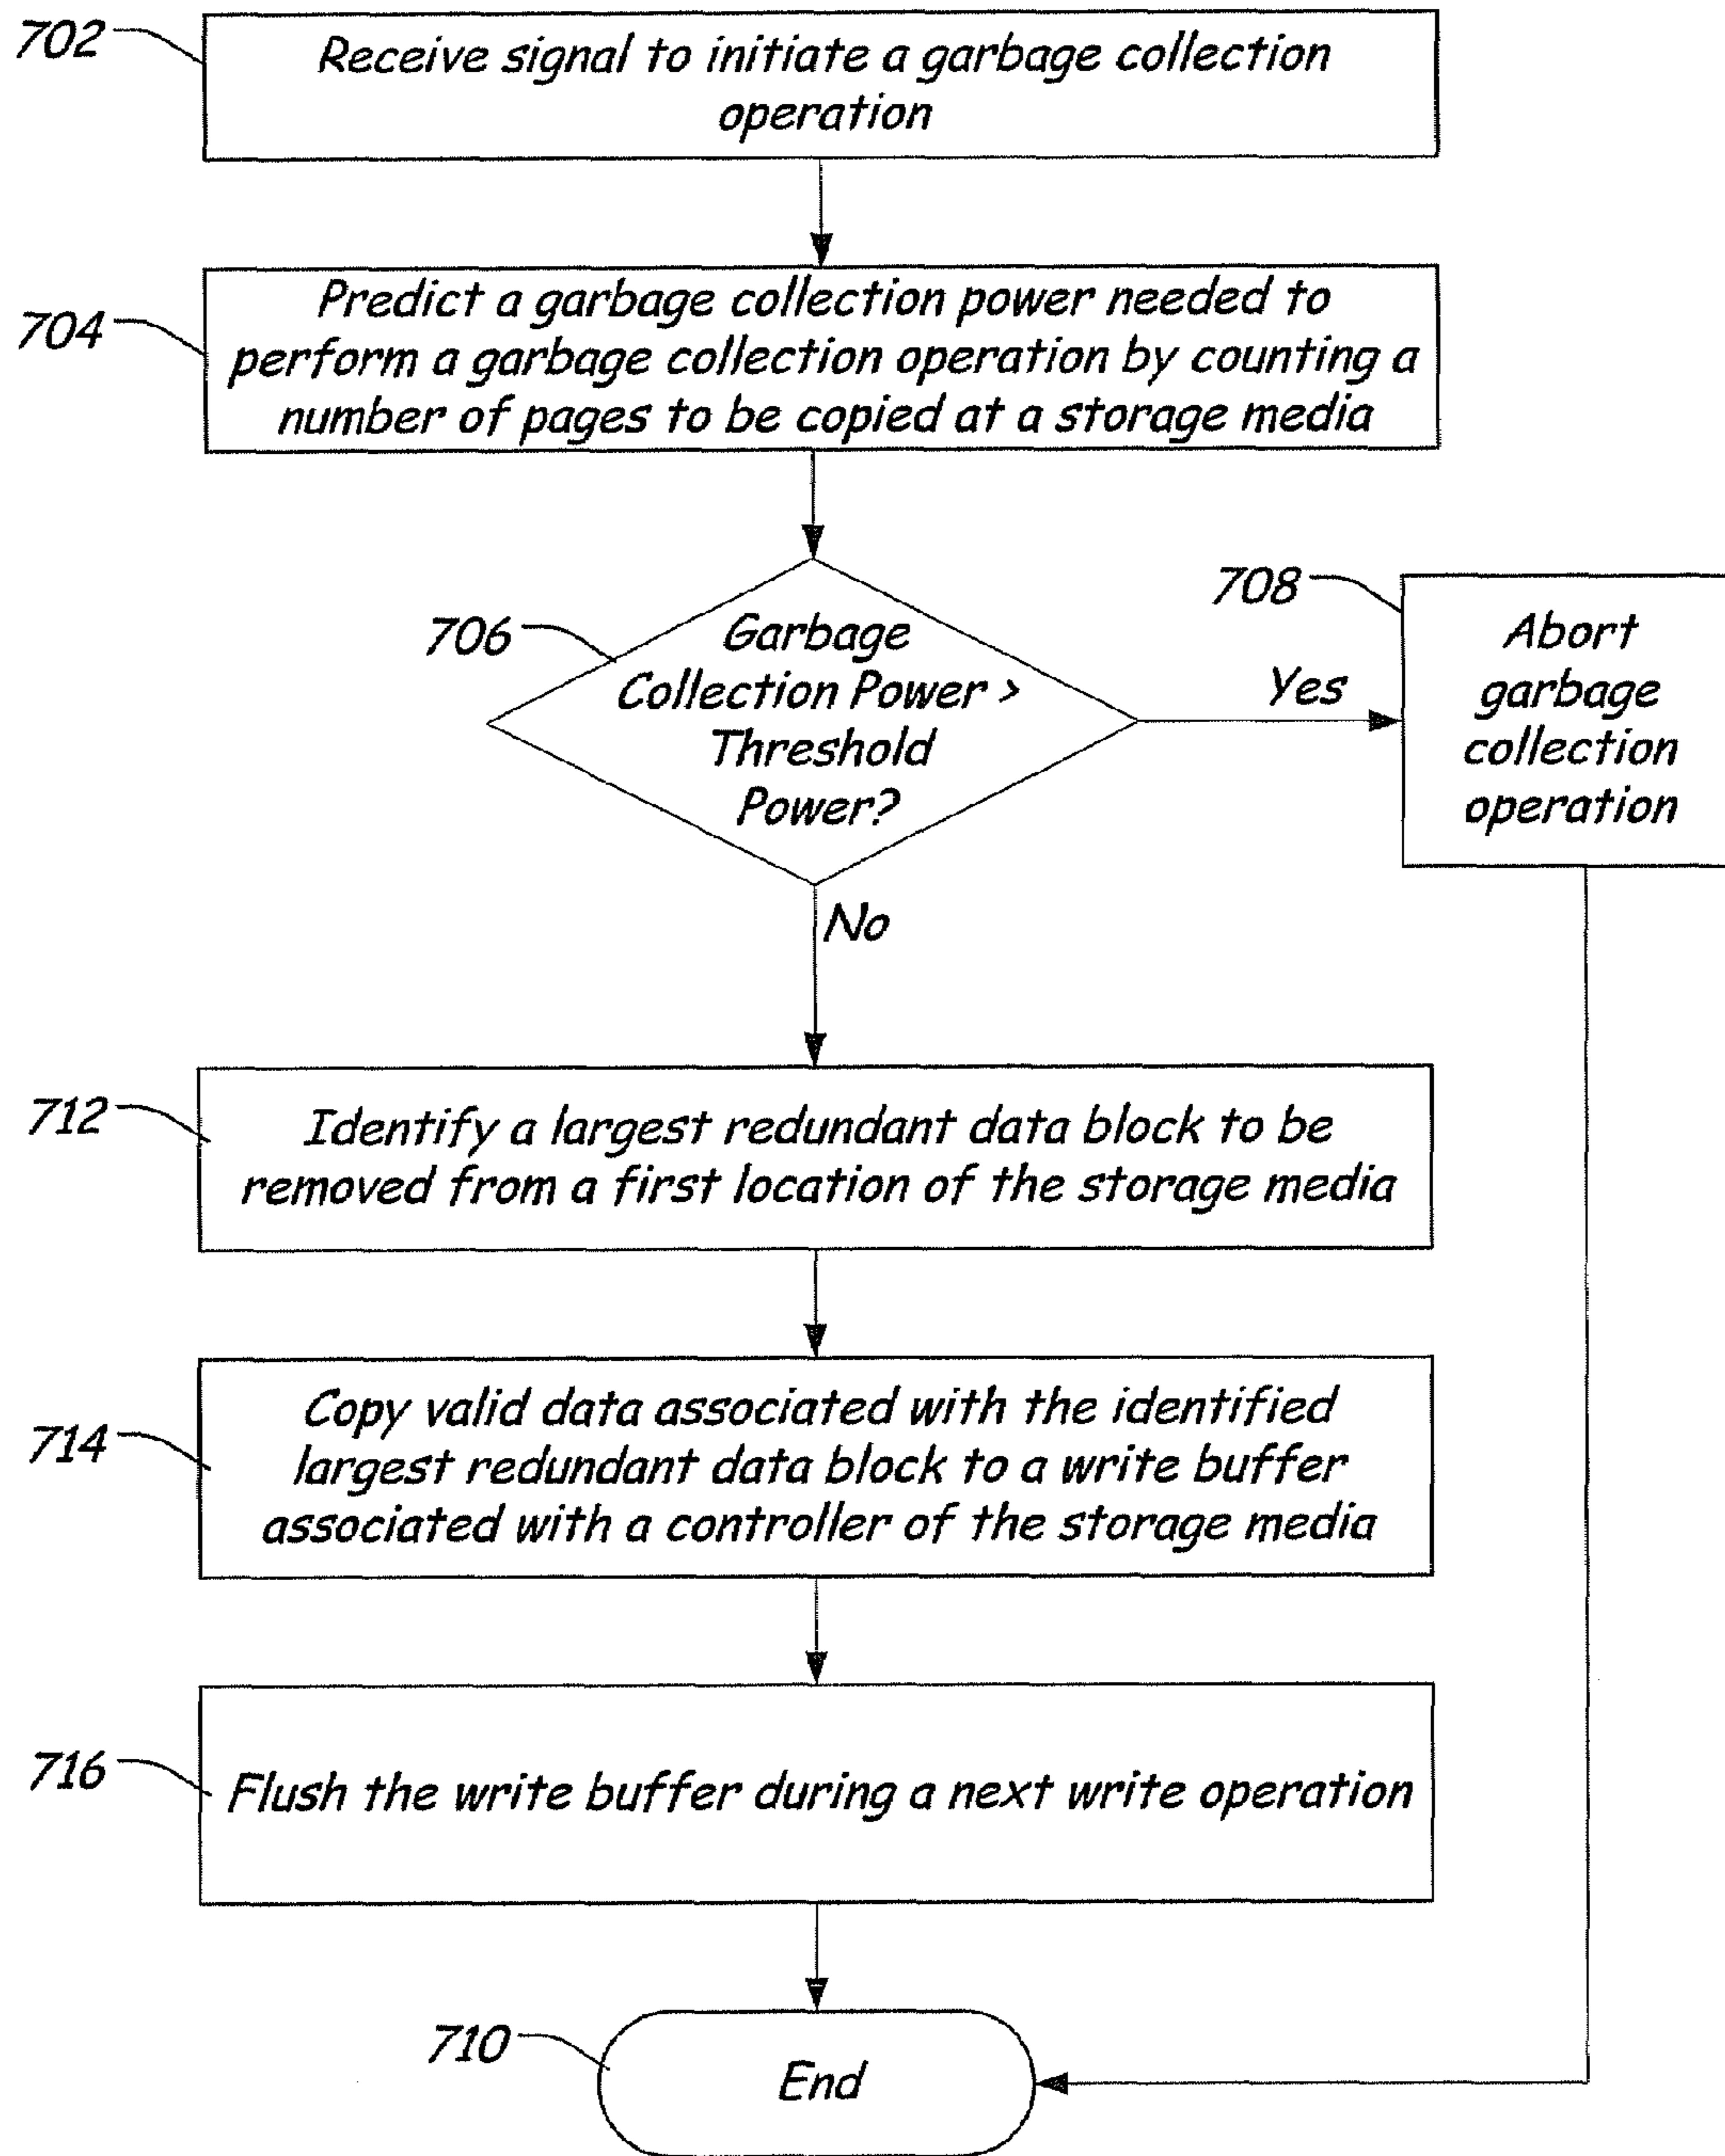 702
Receive signal to initiate a garbage collection
operation
704
Predict a garbage collection power needed to
perform a garbage collection operation by counting a
number of pages to be copied at a storage media
706
Garbage
Collection Power >
Threshold
Power?
Yes
708
Abort
garbage
collection
operation
No
712
Identify a largest redundant data block to be
removed from a first location of the storage media
714
Copy valid data associated with the identified
largest redundant data block to a write buffer
associated with a controller of the storage media
716
Flush the write buffer during a next write operation
710
End